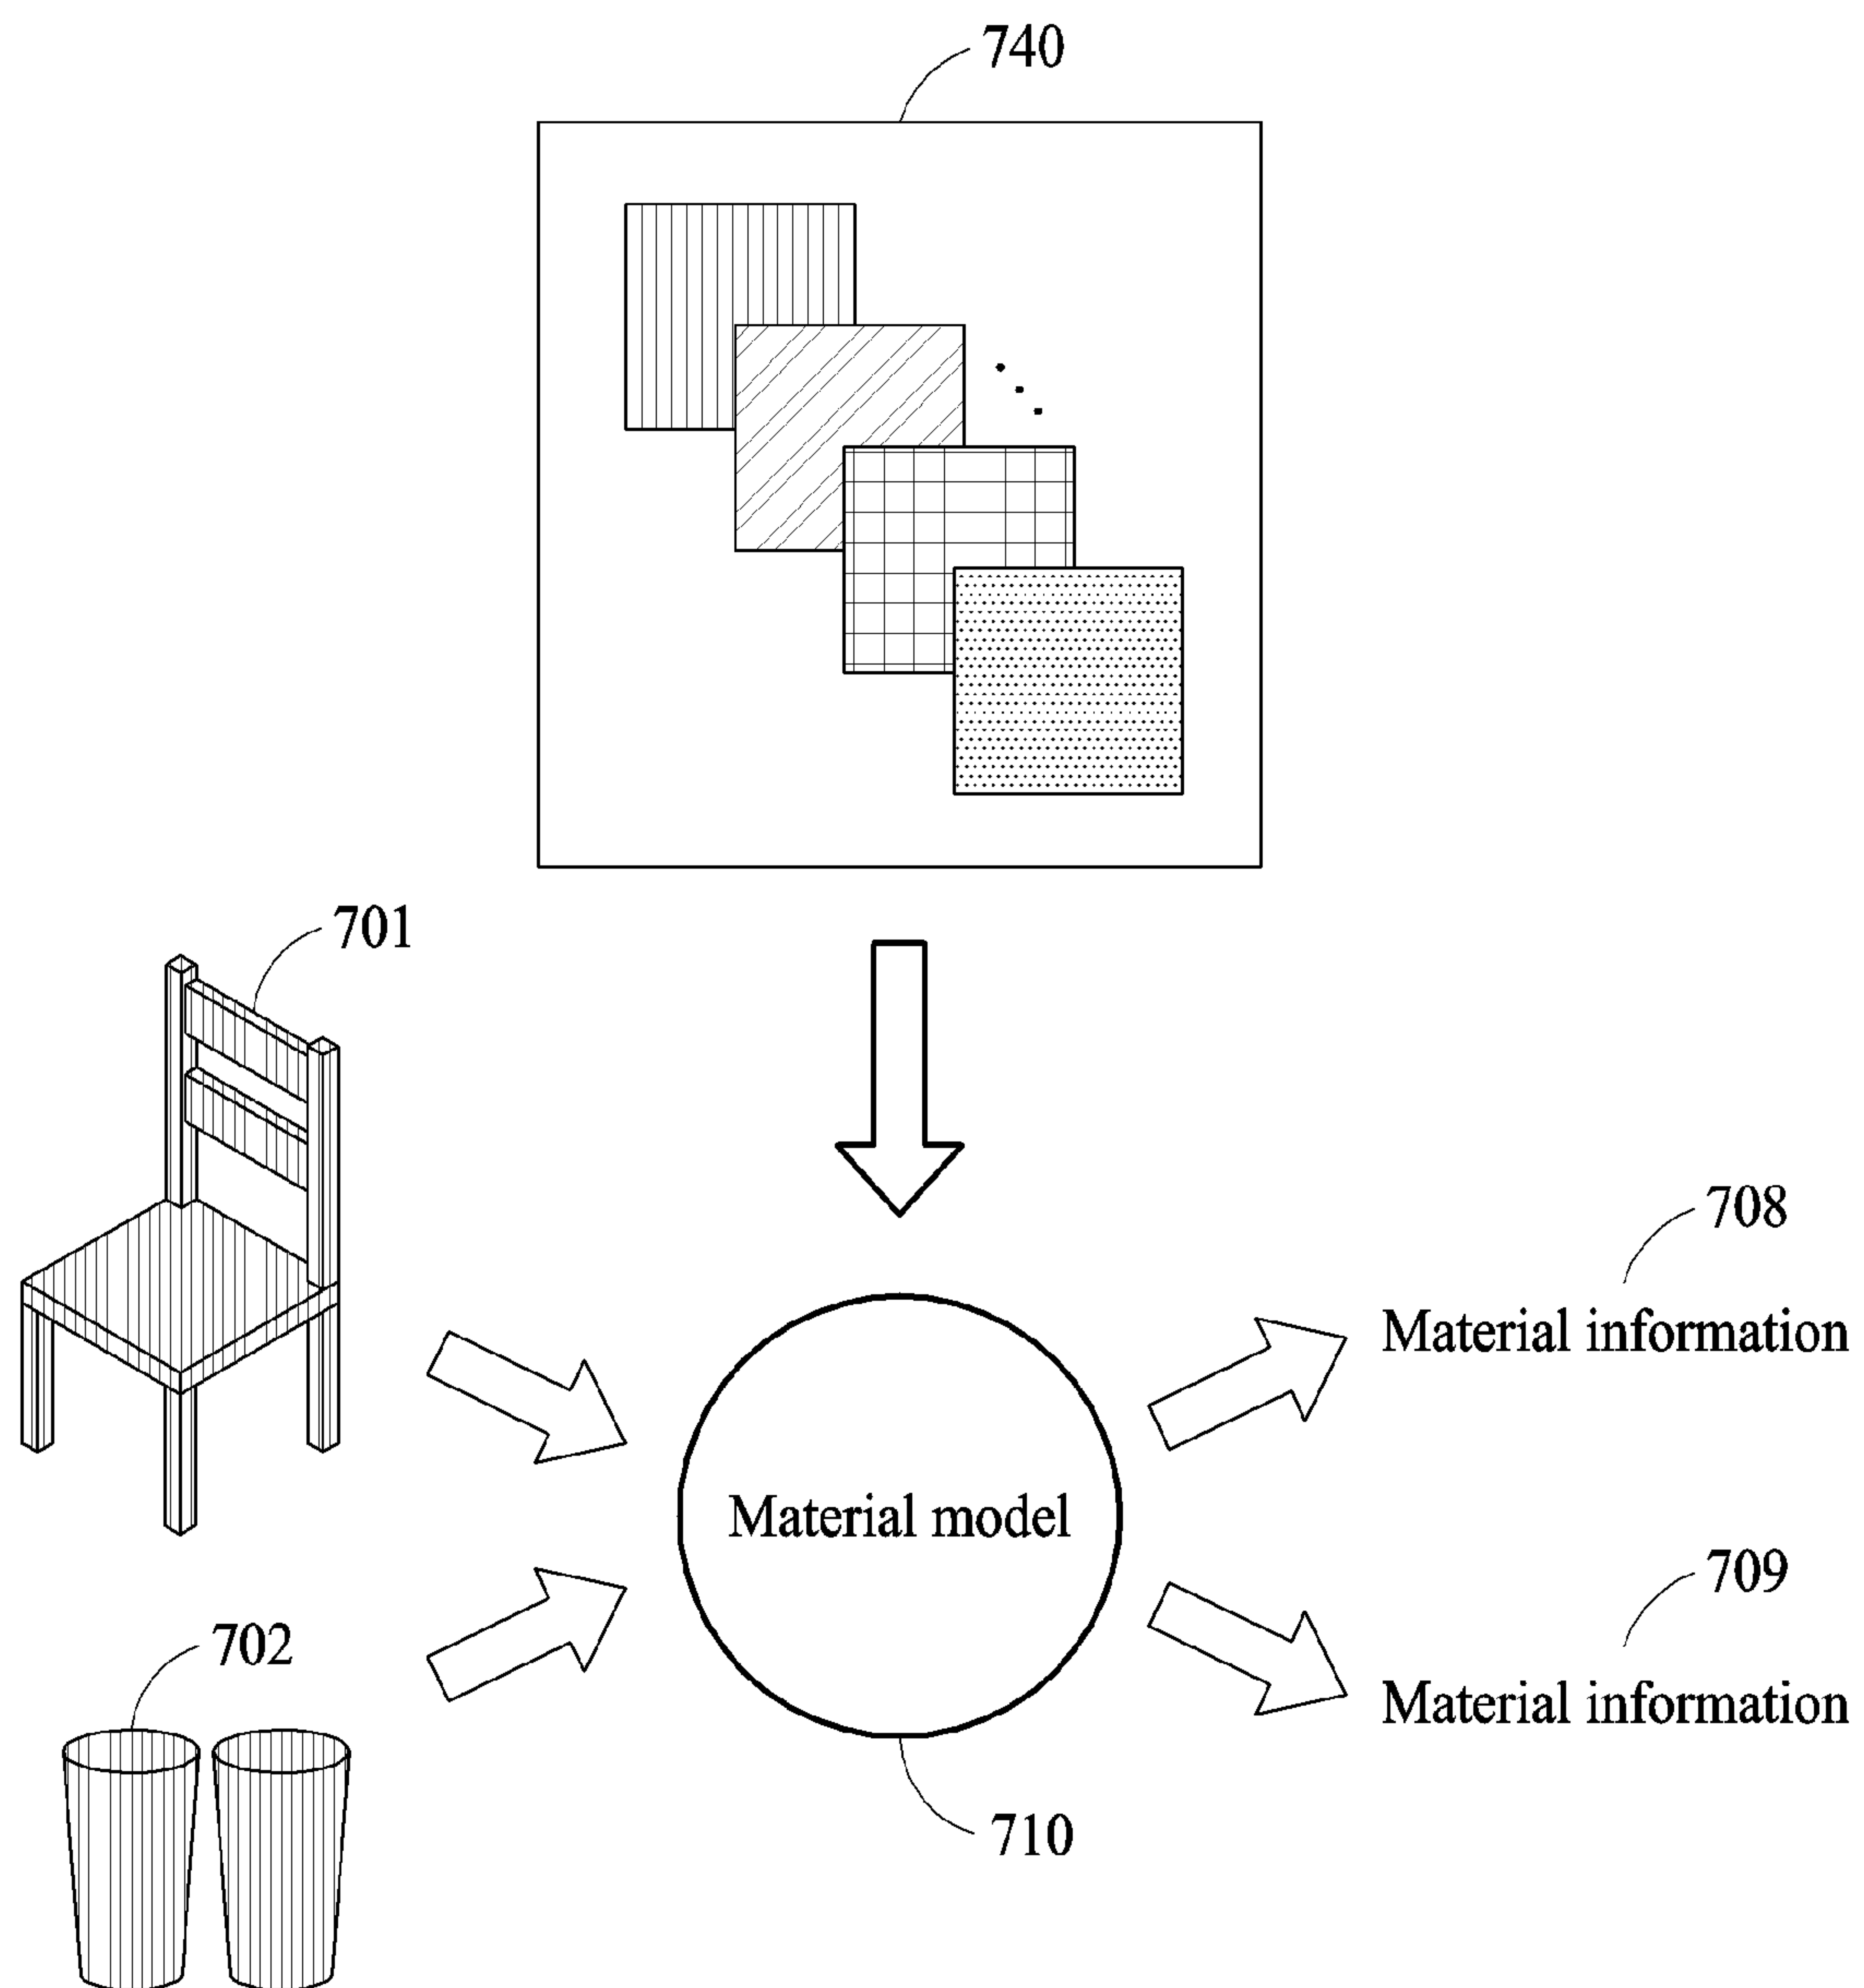 740
701
708
Material information
Material model
709
Material information
702
710